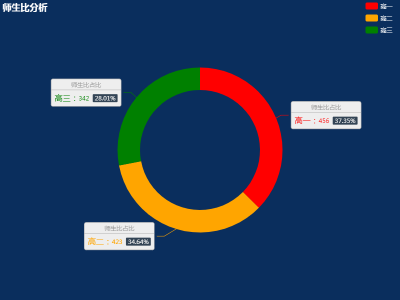 师生比分析
高一
高二
高三
师生比占比
高三：342 28.01%
师生比占比
高一：456 37.35%
师生比占比
高二：423 34.64%